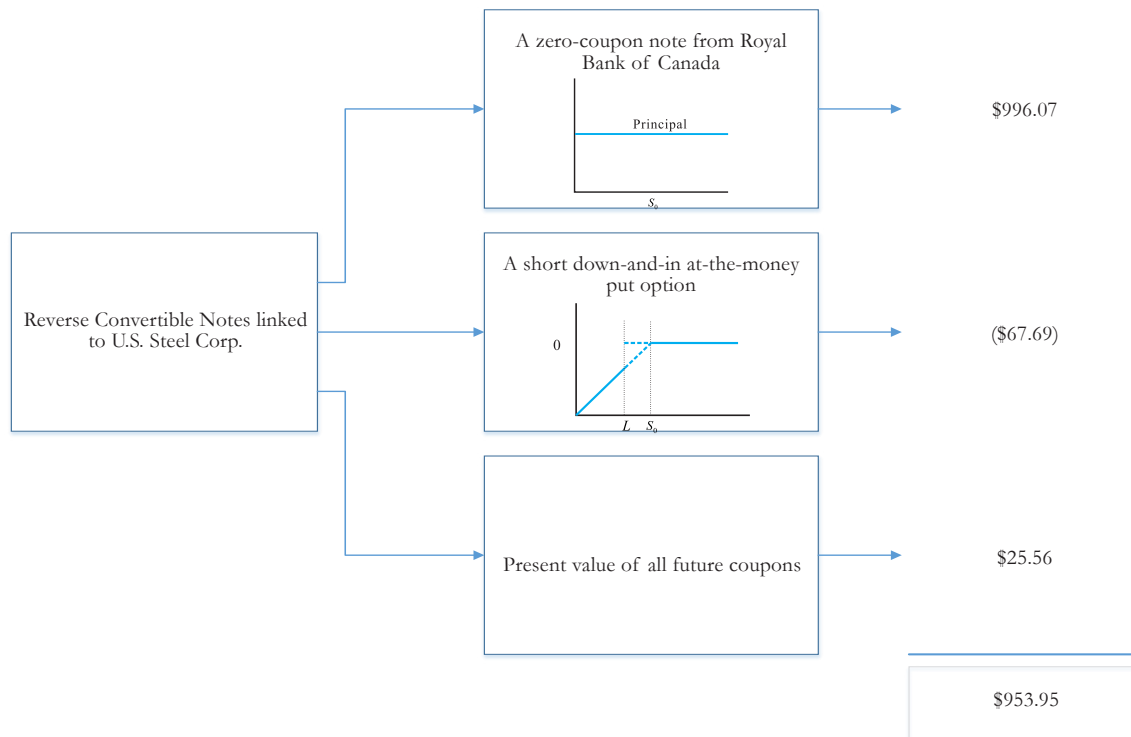 A zero-coupon note from Royal
Bank of Canada
Principal
S₀
$996.07
Reverse Convertible Notes linked
to U.S. Steel Corp.
A short down-and-in at-the-money
put option
0
L S₀
($67.69)
Present value of all future coupons
$25.56
$953.95